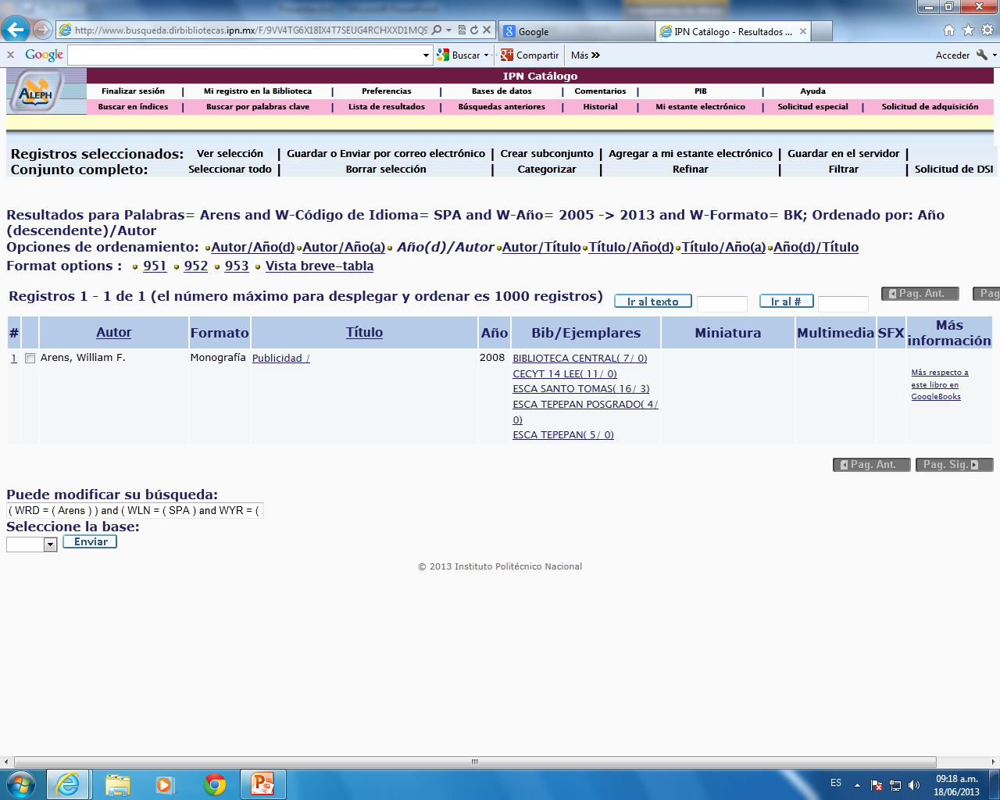 http://www.busqueda.dirbibliotecas.ipn.mx/F/9VV4TG6X18IX4T7SEUG4RCHXXD1MQ9
Google
IPN Catálogo - Resultados ...
x Google Buscar Compartir Más » Acceder
ALEPH
IPN Catálogo
Finalizar sesión | Mi registro en la Biblioteca | Preferencias | Bases de datos | Comentarios | PIB | Ayuda
Buscar en índices | Buscar por palabras clave | Lista de resultados | Búsquedas anteriores | Historial | Mi estante electrónico | Solicitud especial | Solicitud de adquisición
Registros seleccionados: Ver selección | Guardar o Enviar por correo electrónico | Crear subconjunto | Agregar a mi estante electrónico | Guardar en el servidor |
Conjunto completo: Seleccionar todo | Borrar selección | Categorizar | Refinar | Filtrar | Solicitud de DSI
Resultados para Palabras= Arens and W-Código de Idioma= SPA and W-Año= 2005 -> 2013 and W-Formato= BK; Ordenado por: Año
(descendente)/Autor
Opciones de ordenamiento: Autor/Año(d) Autor/Año(a) Año(d)/Autor Autor/Título Título/Año(d) Título/Año(a) Año(d)/Título
Format options : 951 952 953 Vista breve-tabla
Registros 1 - 1 de 1 (el número máximo para desplegar y ordenar es 1000 registros) Ir al texto Ir al # Pag. Ant. Pag
# Autor Formato Título Año Bib/Ejemplares Miniatura Multimedia SFX Más información
1 Arens, William F. Monografía Publicidad / 2008 BIBLIOTECA CENTRAL( 7/ 0)
CECYT 14 LEE( 11/ 0)
ESCA SANTO TOMAS( 16/ 3)
ESCA TEPEPAN POSGRADO( 4/
0)
ESCA TEPEPAN( 5/ 0)
Más respecto a
este libro en
GoogleBooks
Pag. Ant. Pag. Sig.
Puede modificar su búsqueda:
( WRD = ( Arens ) ) and ( WLN = ( SPA ) and WYR = (
Seleccione la base:
Enviar
© 2013 Instituto Politécnico Nacional
ES
09:18 a.m.
18/06/2013